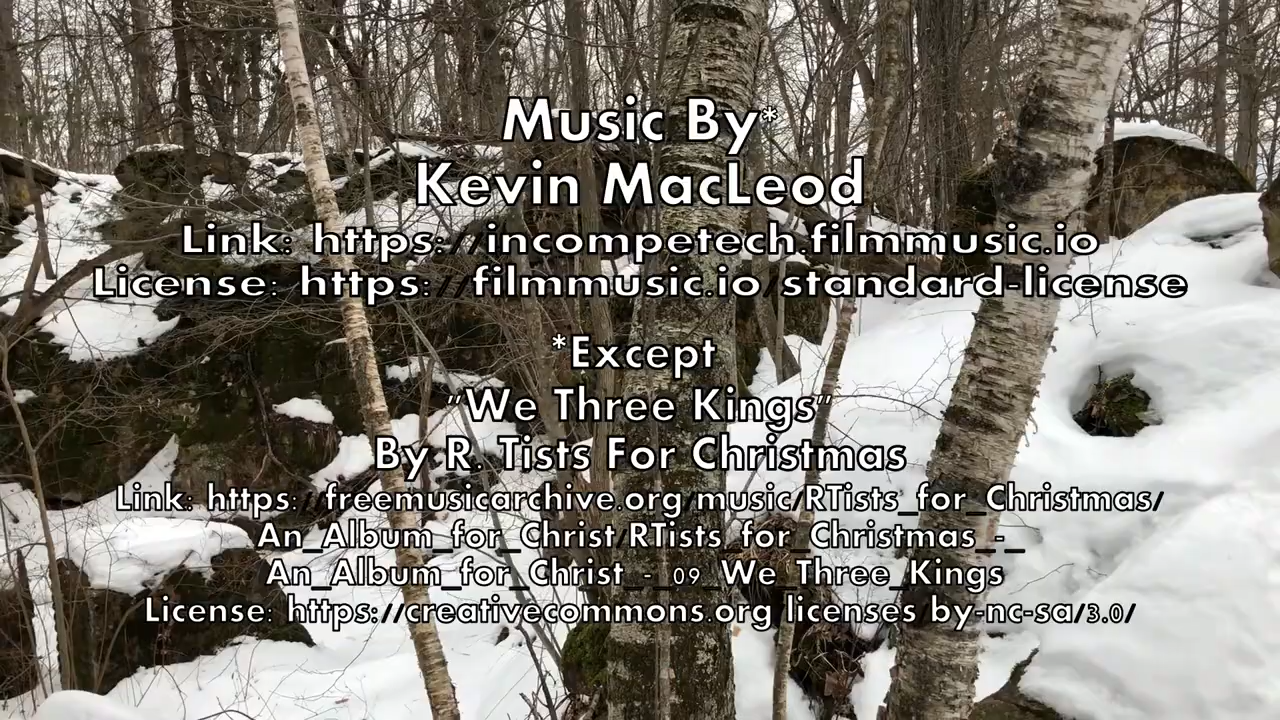 Music By*
Kevin MacLeod
Link: https://incompetech.filmmusic.io
License: https://filmmusic.io/standard-license
*Except
"We Three Kings"
By R. Tists For Christmas
Link: https://freemusicarchive.org/music/RTists_for_Christmas/
An_Album_for_Christ/RTists_for_Christmas_-_
An_Album_for_Christ_-_09_We_Three_Kings
License: https://creativecommons.org/licenses/by-nc-sa/3.0/